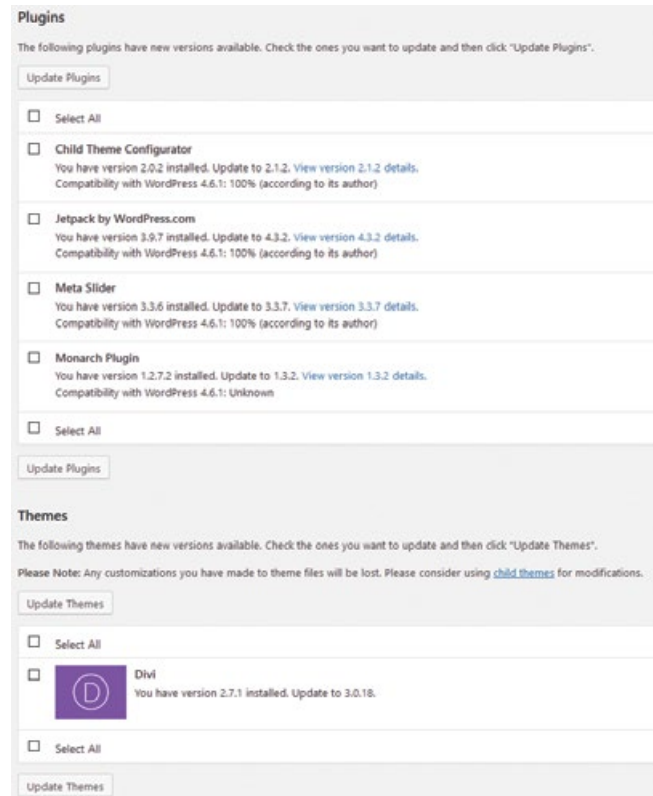 Plugins
The following plugins have new versions available. Check the ones you want to update and then click "Update Plugins".
Update Plugins
Select All
Child Theme Configurator
You have version 2.0.2 installed. Update to 2.1.2. View version 2.1.2 details.
Compatibility with WordPress 4.6.1: 100% (according to its author)
Jetpack by WordPress.com
You have version 3.9.7 installed. Update to 4.3.2. View version 4.3.2 details.
Compatibility with WordPress 4.6.1: 100% (according to its author)
Meta Slider
You have version 3.3.6 installed. Update to 3.3.7. View version 3.3.7 details.
Compatibility with WordPress 4.6.1: 100% (according to its author)
Monarch Plugin
You have version 1.2.7.2 installed. Update to 1.3.2. View version 1.3.2 details.
Compatibility with WordPress 4.6.1: Unknown
Select All
Update Plugins
Themes
The following themes have new versions available. Check the ones you want to update and then click "Update Themes".
Please Note: Any customizations you have made to theme files will be lost. Please consider using child themes for modifications.
Update Themes
Select All
D
Divi
You have version 2.7.1 installed. Update to 3.0.18.
Select All
Update Themes